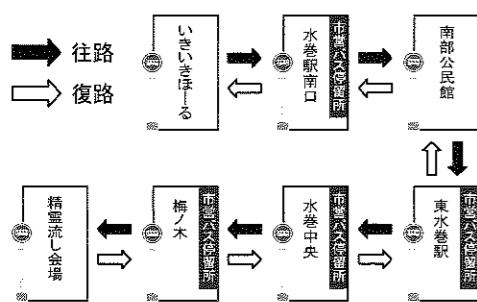 往路
復路
いきいきほーる
水巻駅南口
市営バス停留所
南部公民館
精霊流し会場
梅ノ木
市営バス停留所
水巻中央
市営バス停留所
東水巻駅
市営バス停留所